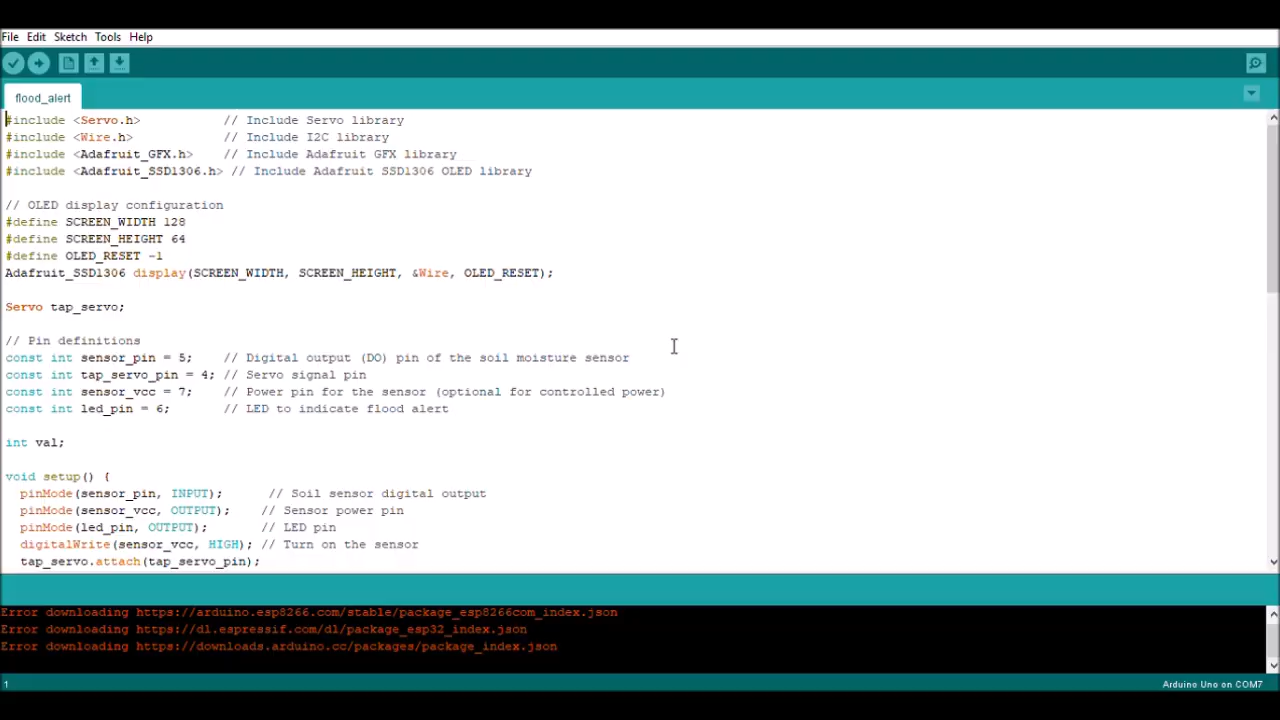 File Edit Sketch Tools Help
flood_alert
#include <Servo.h> // Include Servo library
#include <Wire.h> // Include I2C library
#include <Adafruit_GFX.h> // Include Adafruit GFX library
#include <Adafruit_SSD1306.h> // Include Adafruit SSD1306 OLED library
// OLED display configuration
#define SCREEN_WIDTH 128
#define SCREEN_HEIGHT 64
#define OLED_RESET -1
Adafruit_SSD1306 display(SCREEN_WIDTH, SCREEN_HEIGHT, &Wire, OLED_RESET);
Servo tap_servo;
// Pin definitions
const int sensor_pin = 5; // Digital output (DO) pin of the soil moisture sensor
const int tap_servo_pin = 4; // Servo signal pin
const int sensor_vcc = 7; // Power pin for the sensor (optional for controlled power)
const int led_pin = 6; // LED to indicate flood alert
int val;
void setup() {
pinMode(sensor_pin, INPUT); // Soil sensor digital output
pinMode(sensor_vcc, OUTPUT); // Sensor power pin
pinMode(led_pin, OUTPUT); // LED pin
digitalWrite(sensor_vcc, HIGH); // Turn on the sensor
tap_servo.attach(tap_servo_pin);
Error downloading https://arduino.esp8266.com/stable/package_esp8266com_index.json
Error downloading https://dl.espressif.com/dl/package_esp32_index.json
Error downloading https://downloads.arduino.cc/packages/package_index.json
1 Arduino Uno on COM7